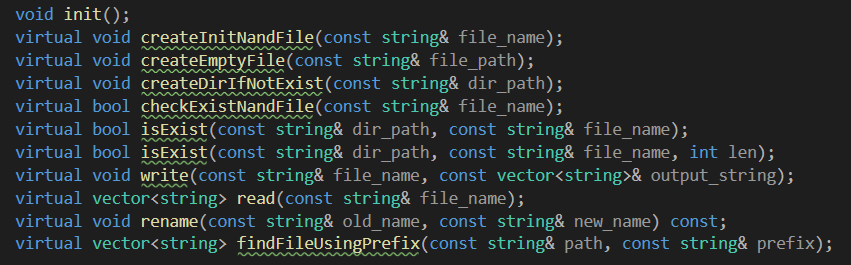 void init();
virtual void createInitNandFile(const string& file_name);
virtual void createEmptyFile(const string& file_path);
virtual void createDirIfNotExist(const string& dir_path);
virtual bool checkExistNandFile(const string& file_name);
virtual bool isExist(const string& dir_path, const string& file_name);
virtual bool isExist(const string& dir_path, const string& file_name, int len);
virtual void write(const string& file_name, const vector<string>& output_string);
virtual vector<string> read(const string& file_name);
virtual void rename(const string& old_name, const string& new_name) const;
virtual vector<string> findFileUsingPrefix(const string& path, const string& prefix);